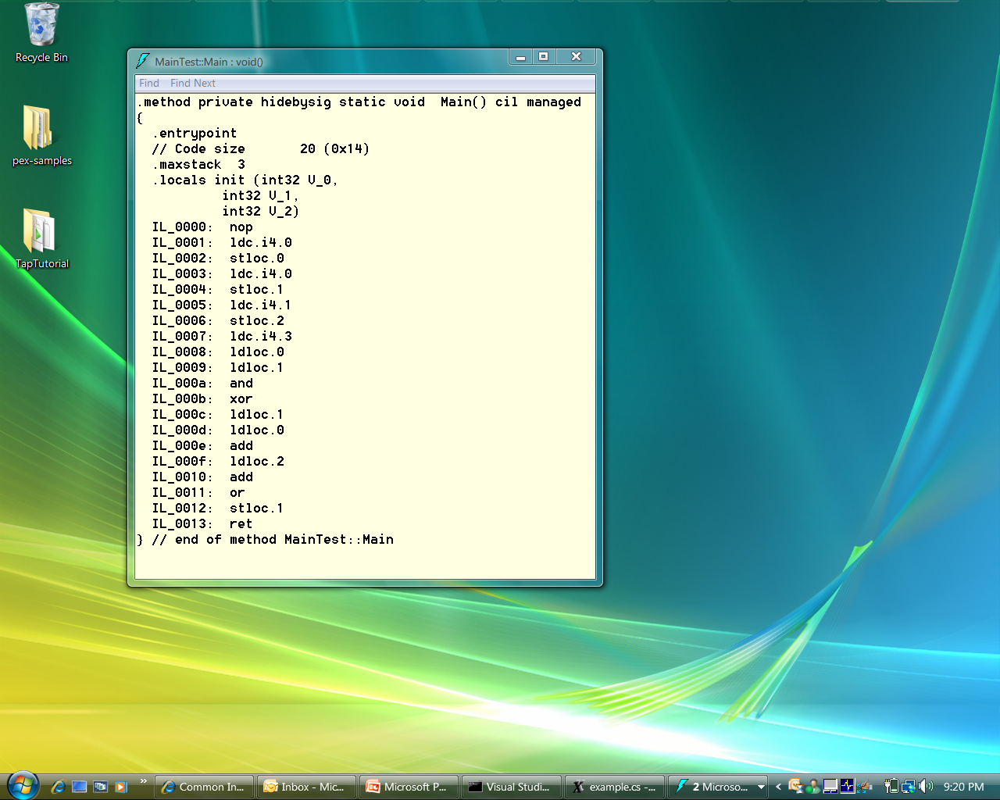 Recycle Bin
pex-samples
TapTutorial
MainTest::Main : void()
Find Find Next
.method private hidebysig static void  Main() cil managed
{
  .entrypoint
  // Code size       20 (0x14)
  .maxstack  3
  .locals init (int32 V_0,
           int32 V_1,
           int32 V_2)
  IL_0000:  nop
  IL_0001:  ldc.i4.0
  IL_0002:  stloc.0
  IL_0003:  ldc.i4.0
  IL_0004:  stloc.1
  IL_0005:  ldc.i4.1
  IL_0006:  stloc.2
  IL_0007:  ldc.i4.3
  IL_0008:  ldloc.0
  IL_0009:  ldloc.1
  IL_000a:  and
  IL_000b:  xor
  IL_000c:  ldloc.1
  IL_000d:  ldloc.0
  IL_000e:  add
  IL_000f:  ldloc.2
  IL_0010:  add
  IL_0011:  or
  IL_0012:  stloc.1
  IL_0013:  ret
} // end of method MainTest::Main
Common In... Inbox - Mic... Microsoft P... Visual Studi... example.cs -... 2 Microso... 9:20 PM